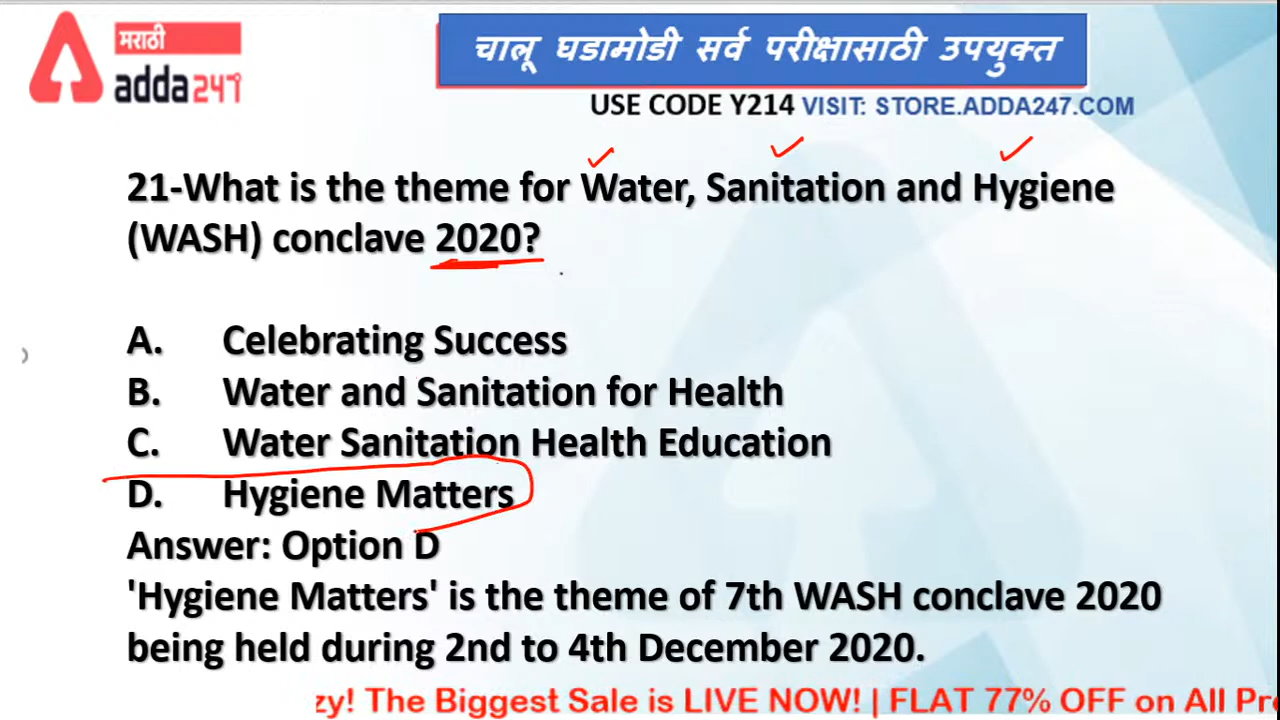 मराठी
adda247
चालू घडामोडी सर्व परीक्षासाठी उपयुक्त
USE CODE Y214 VISIT: STORE.ADDA247.COM
21-What is the theme for Water, Sanitation and Hygiene
(WASH) conclave 2020?
A. Celebrating Success
B. Water and Sanitation for Health
C. Water Sanitation Health Education
D. Hygiene Matters
Answer: Option D
'Hygiene Matters' is the theme of 7th WASH conclave 2020
being held during 2nd to 4th December 2020.
zy! The Biggest Sale is LIVE NOW! | FLAT 77% OFF on All Pro